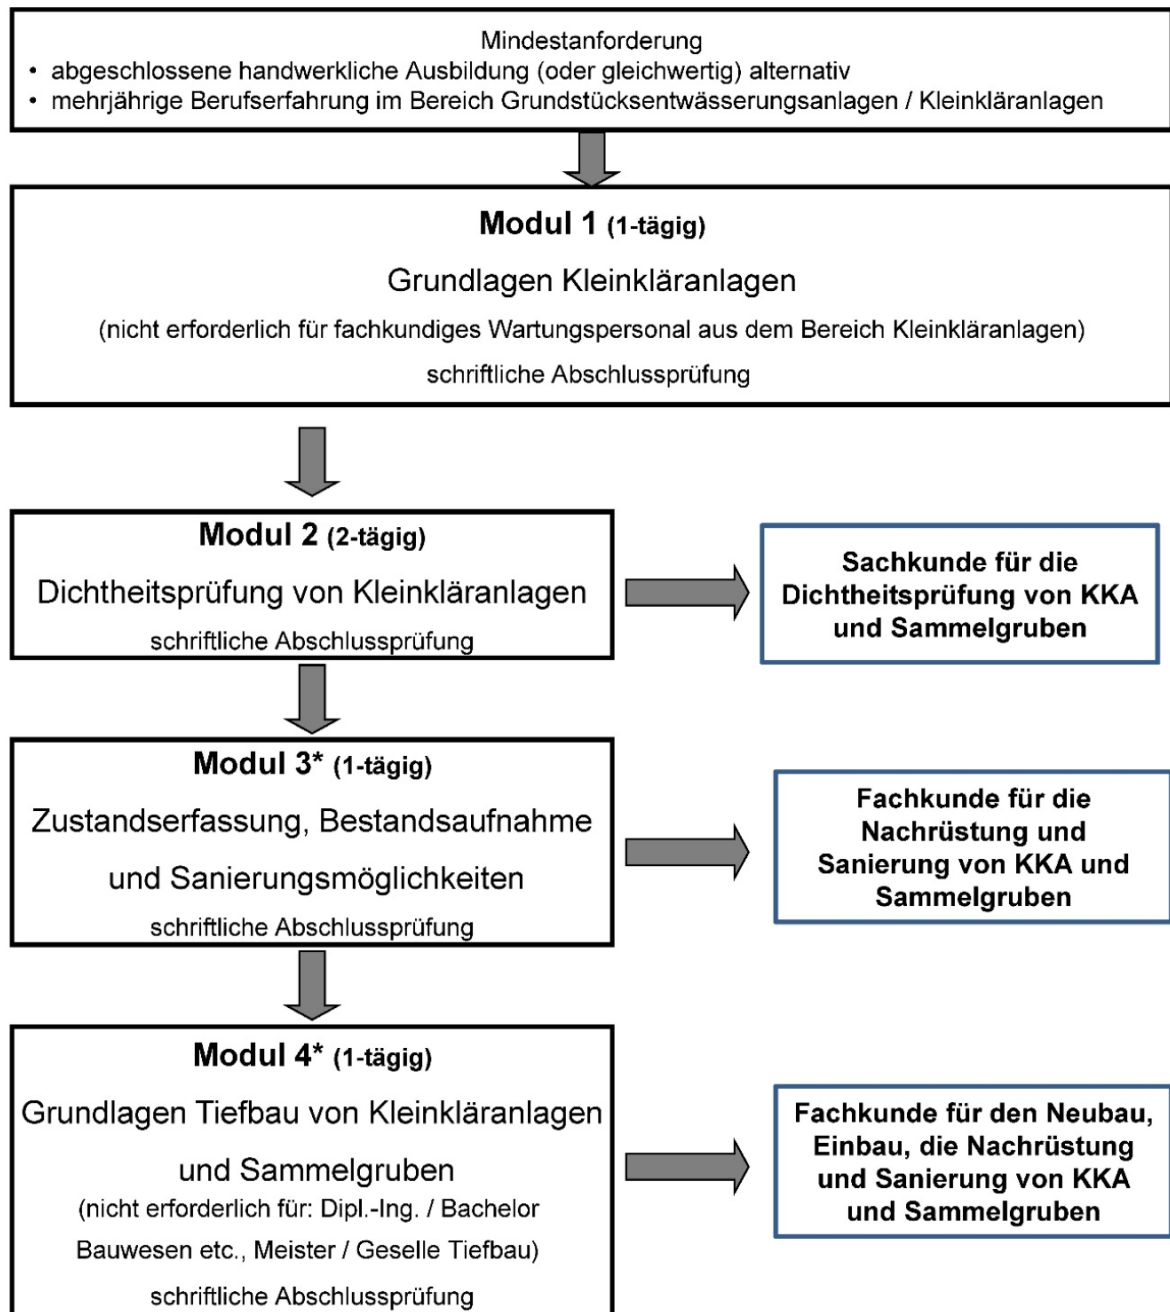 Mindestanforderung
• abgeschlossene handwerkliche Ausbildung (oder gleichwertig) alternativ
• mehrjährige Berufserfahrung im Bereich Grundstücksentwässerungsanlagen / Kleinkläranlagen
Modul 1 (1-tägig)
Grundlagen Kleinkläranlagen
(nicht erforderlich für fachkundiges Wartungspersonal aus dem Bereich Kleinkläranlagen)
schriftliche Abschlussprüfung
Modul 2 (2-tägig)
Dichtheitsprüfung von Kleinkläranlagen
schriftliche Abschlussprüfung
Sachkunde für die
Dichtheitsprüfung von KKA
und Sammelgruben
Modul 3* (1-tägig)
Zustandserfassung, Bestandsaufnahme
und Sanierungsmöglichkeiten
schriftliche Abschlussprüfung
Fachkunde für die
Nachrüstung und
Sanierung von KKA und
Sammelgruben
Modul 4* (1-tägig)
Grundlagen Tiefbau von Kleinkläranlagen
und Sammelgruben
(nicht erforderlich für: Dipl.-Ing. / Bachelor
Bauwesen etc., Meister / Geselle Tiefbau)
schriftliche Abschlussprüfung
Fachkunde für den Neubau,
Einbau, die Nachrüstung
und Sanierung von KKA
und Sammelgruben